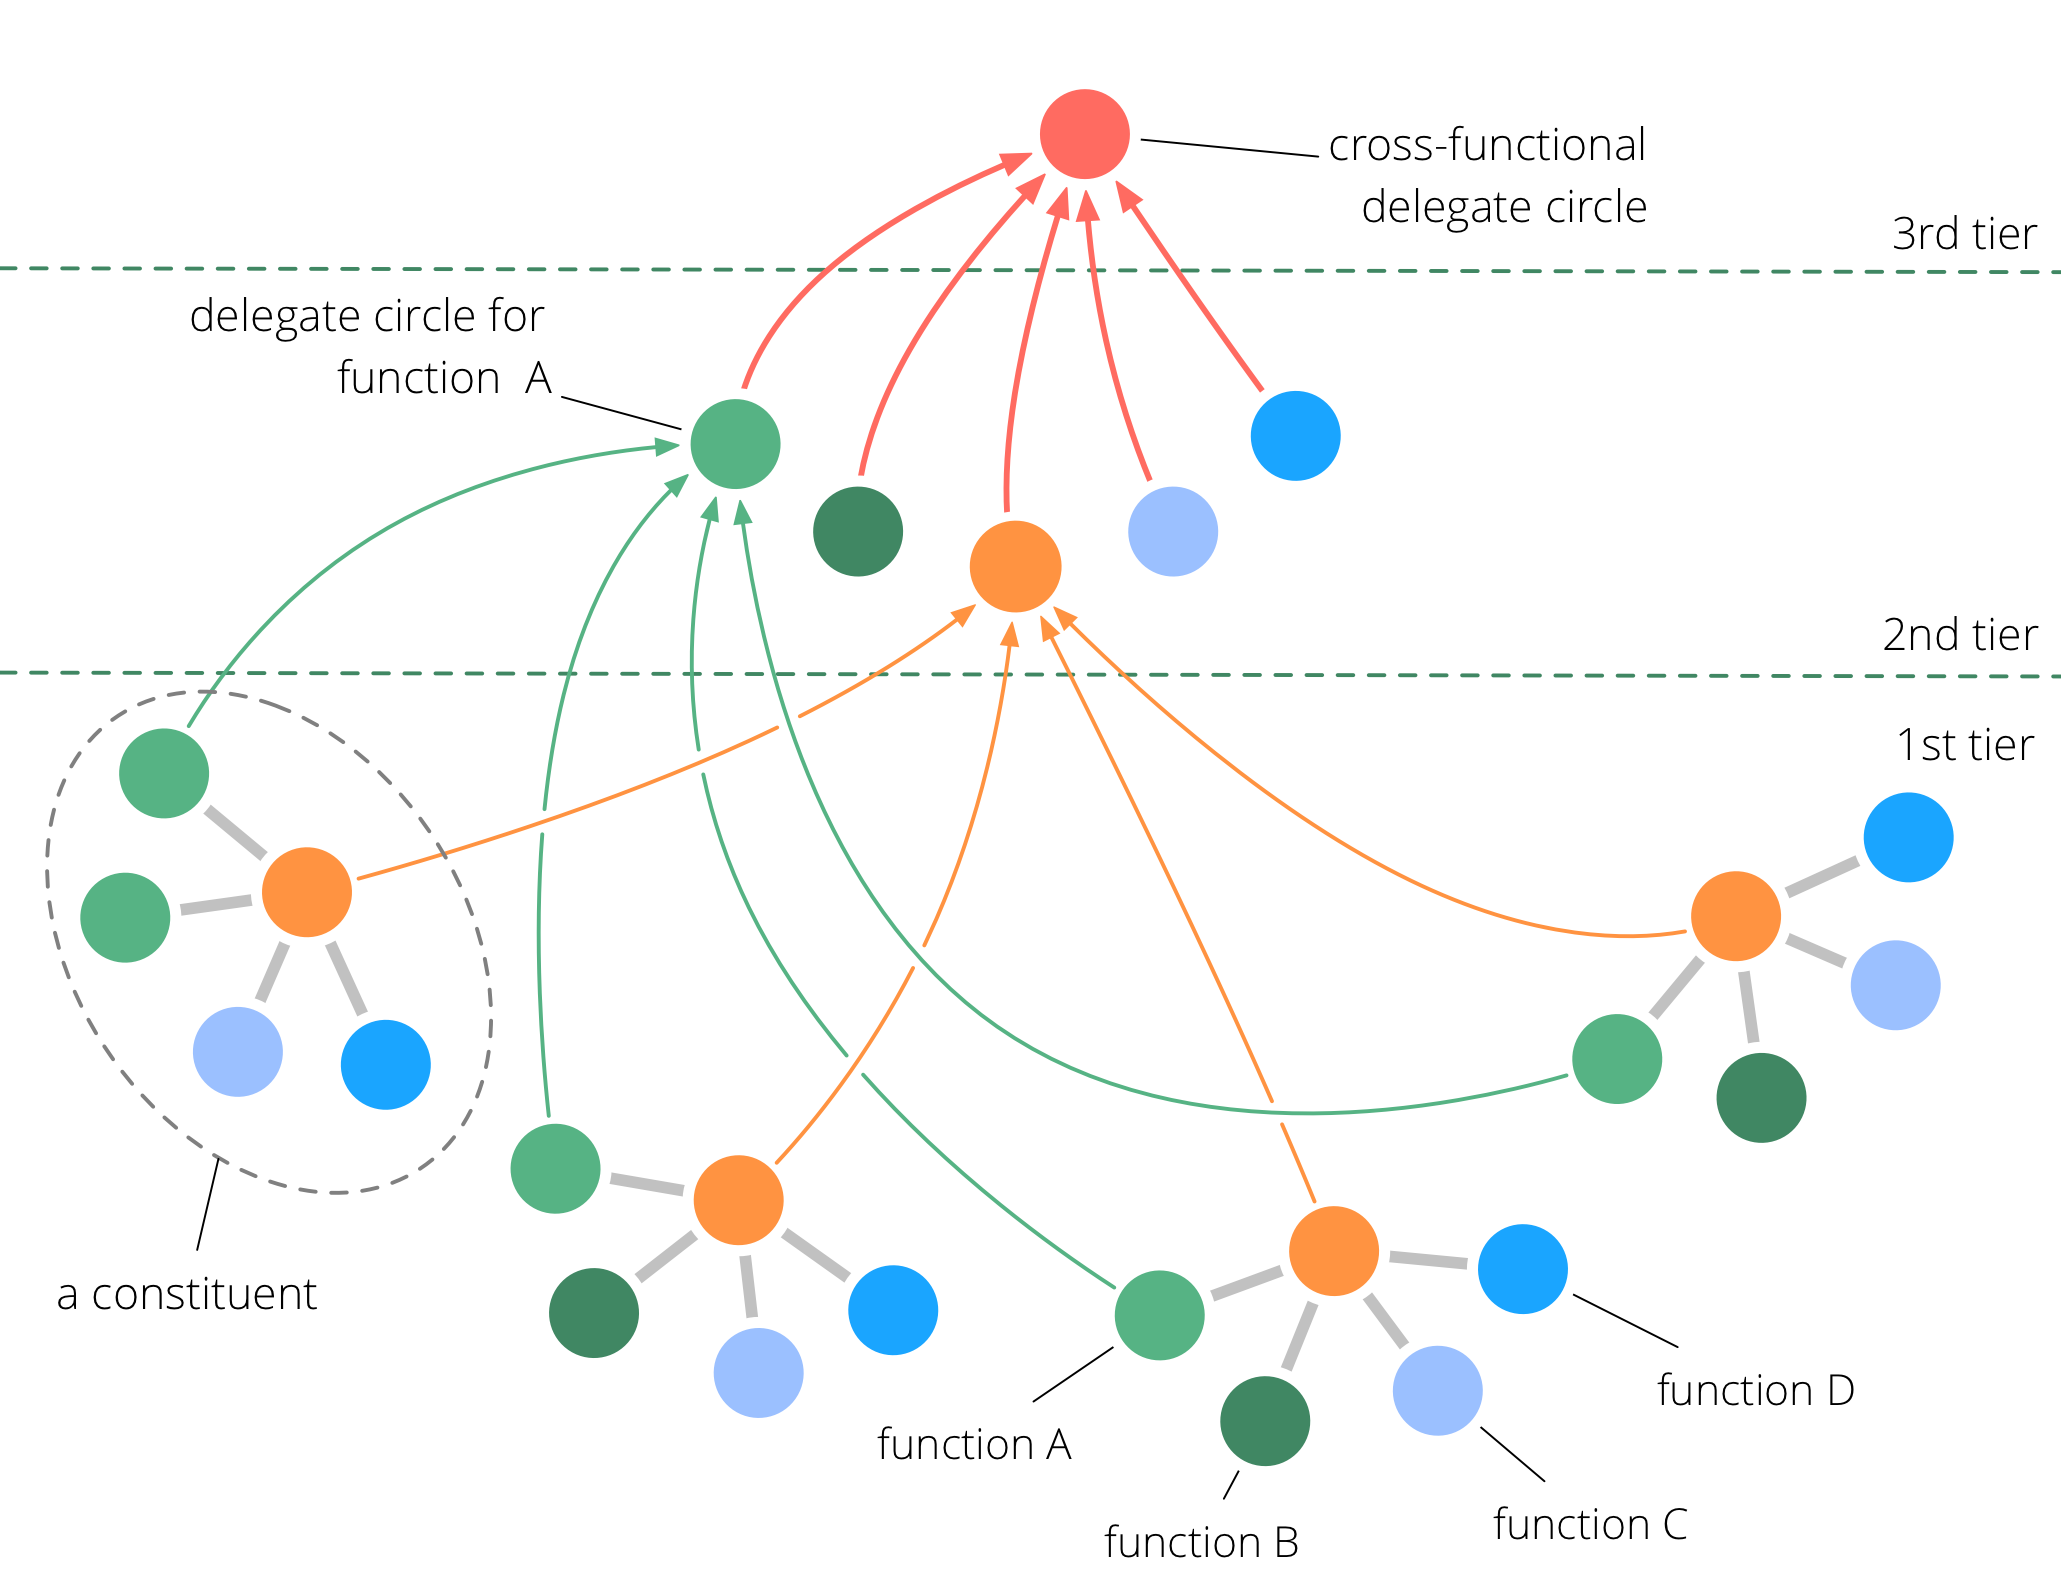 cross-functional
delegate circle
3rd tier
delegate circle for
function A
2nd tier
1st tier
a constituent
function D
function A
function C
function B